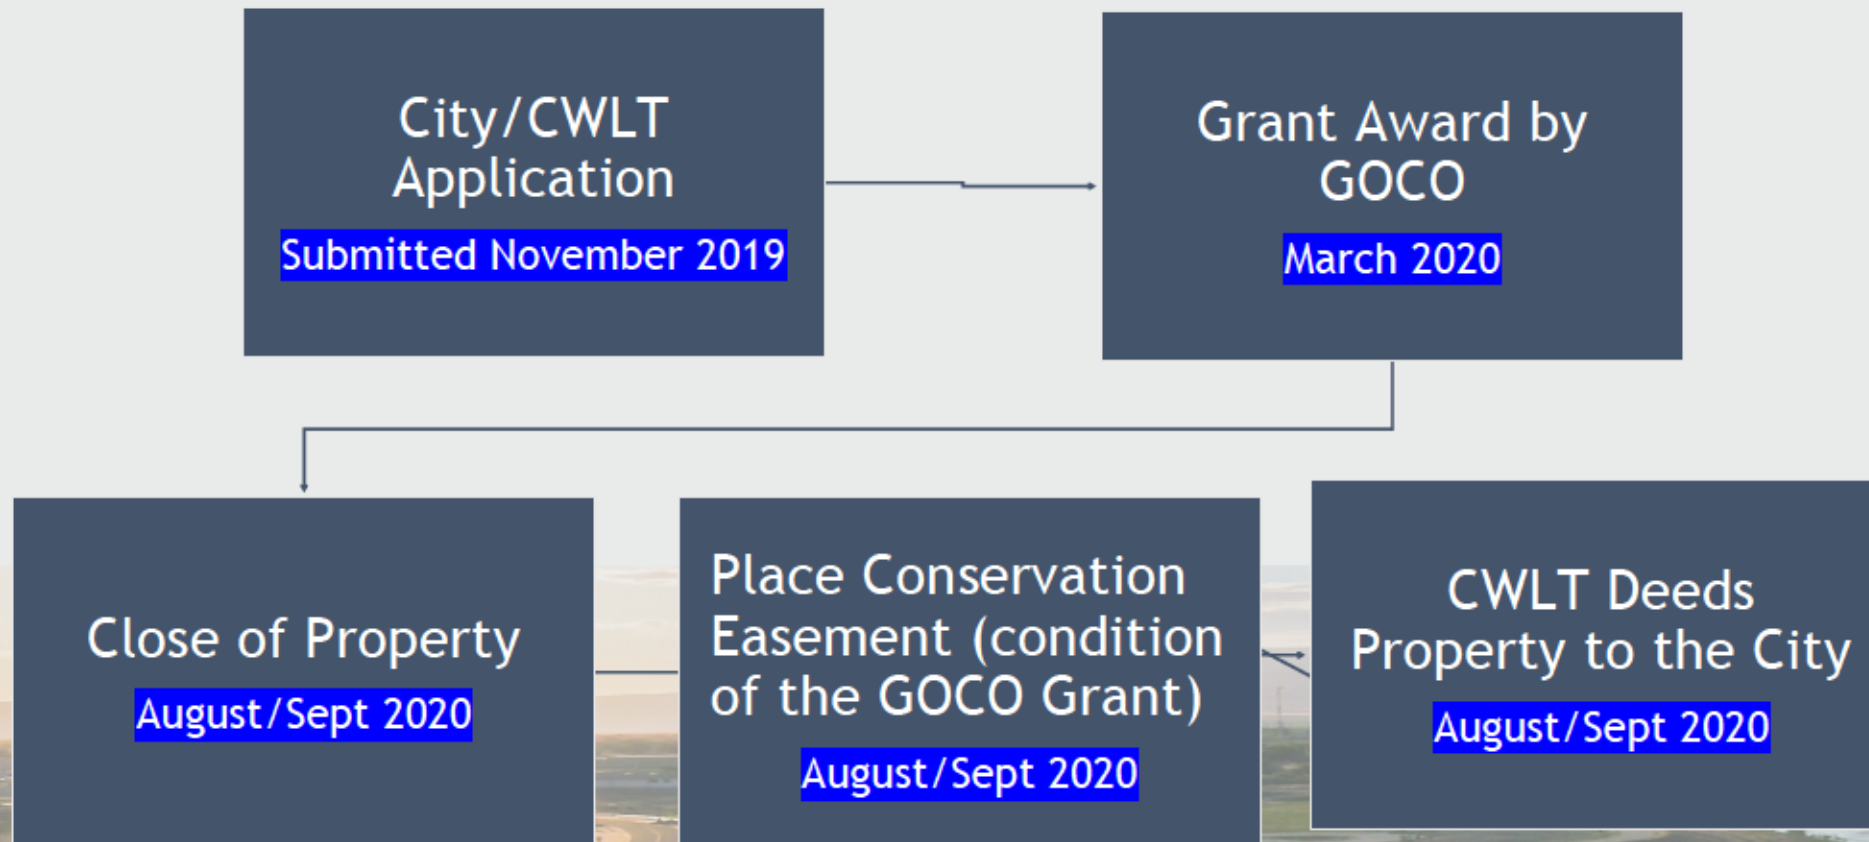 City/CWLT
Application
Submitted November 2019
Grant Award by
GOCO
March 2020
Close of Property
August/Sept 2020
Place Conservation
Easement (condition
of the GOCO Grant)
August/Sept 2020
CWLT Deeds
Property to the City
August/Sept 2020